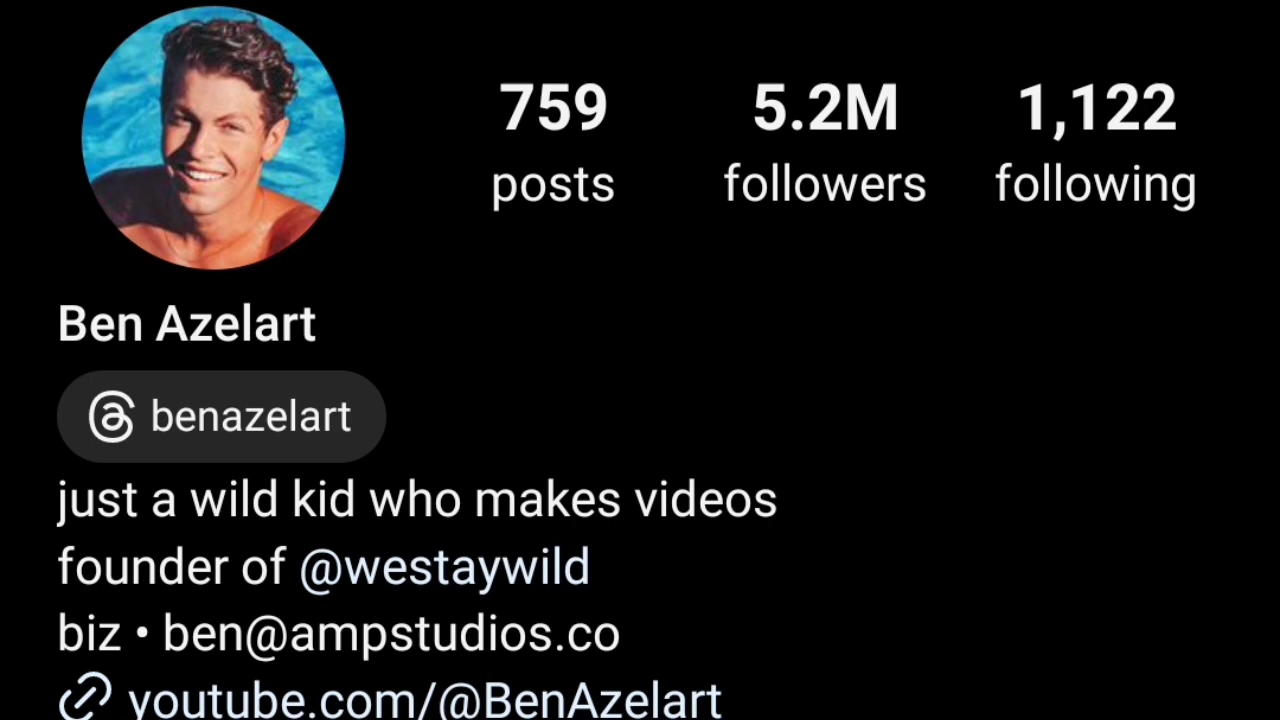 759 5.2M 1,122
posts followers following
Ben Azelart
benazelart
just a wild kid who makes videos
founder of @westaywild
biz • ben@ampstudios.co
youtube.com/@BenAzelart